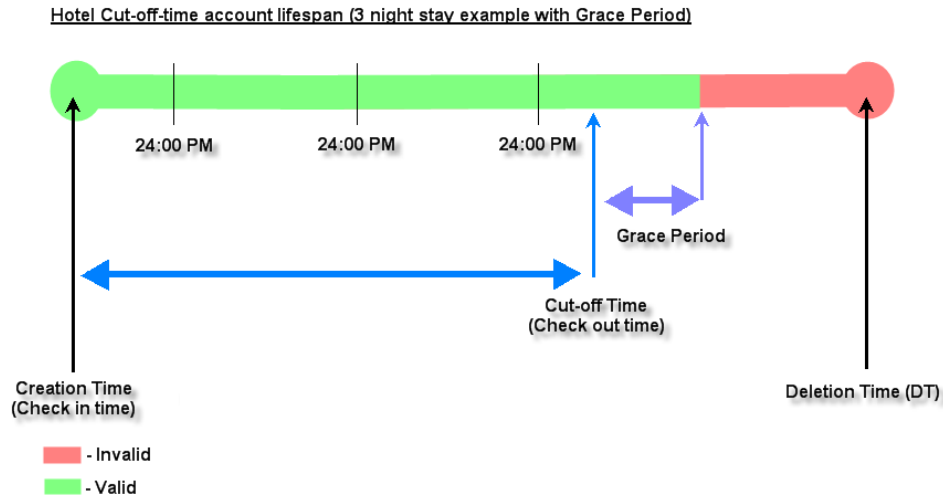 Hotel Cut-off-time account lifespan (3 night stay example with Grace Period)
24:00 PM
24:00 PM
24:00 PM
Grace Period
Cut-off Time
(Check out time)
Creation Time
(Check in time)
Deletion Time (DT)
- Invalid
- Valid